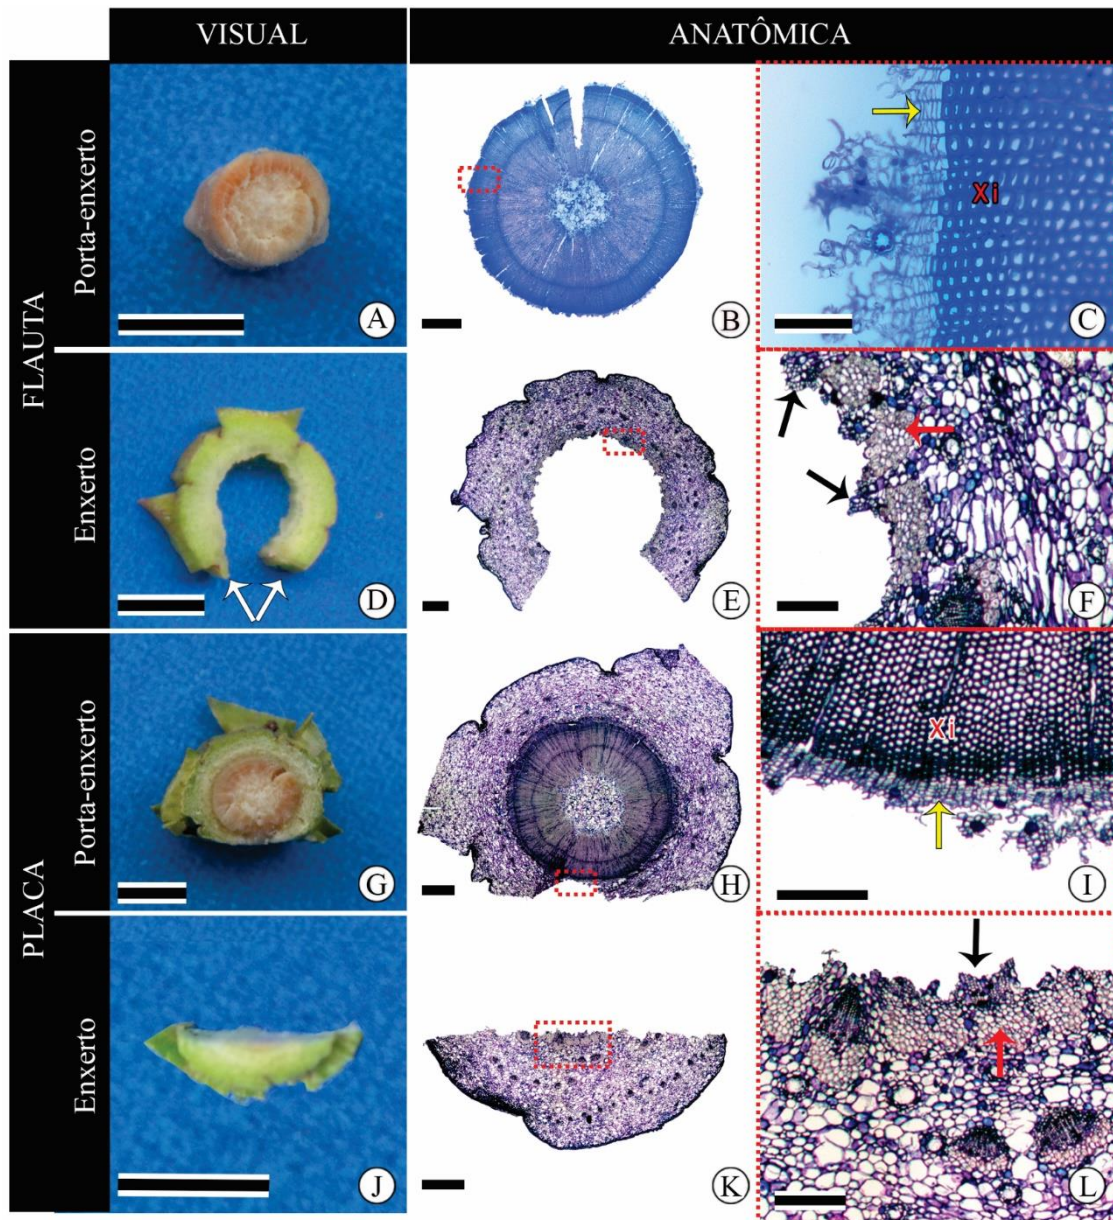 VISUAL
ANATÔMICA
FLAUTA
Porta-enxerto
A
B
Xi
C
Enxerto
D
E
F
PLACA
Porta-enxerto
G
H
Xi
I
Enxerto
J
K
L